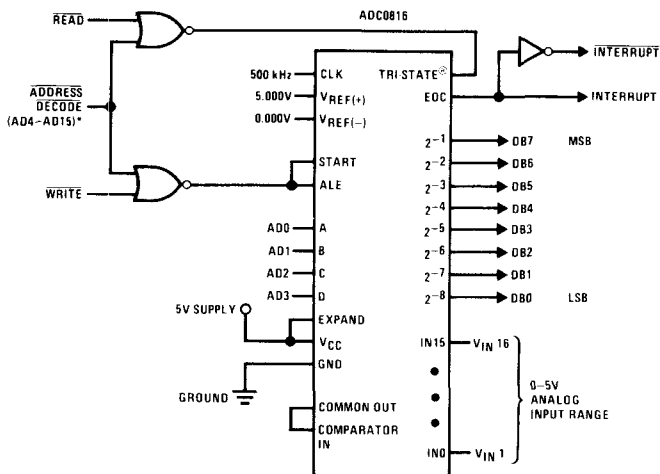 ADC0816
READ
ADDRESS
DECODE
(AD4–AD15)*
WRITE
500 kHz
5.000V
0.000V
CLK
VREF(+)
VREF(−)
START
ALE
AD0
AD1
AD2
AD3
A
B
C
D
5V SUPPLY
EXPAND
VCC
GND
GROUND
COMMON OUT
COMPARATOR
IN
TRI-STATE®
EOC
INTERRUPT
INTERRUPT
2−1 DB7 MSB
2−2 DB6
2−3 DB5
2−4 DB4
2−5 DB3
2−6 DB2
2−7 DB1
2−8 DB0 LSB
IN15 VIN 16
0–5V
ANALOG
INPUT RANGE
IN0 VIN 1